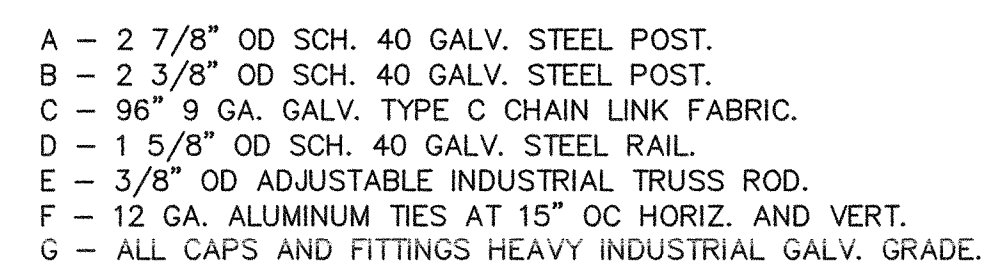 A – 2 7/8" OD SCH. 40 GALV. STEEL POST.
B – 2 3/8" OD SCH. 40 GALV. STEEL POST.
C – 96" 9 GA. GALV. TYPE C CHAIN LINK FABRIC.
D – 1 5/8" OD SCH. 40 GALV. STEEL RAIL.
E – 3/8" OD ADJUSTABLE INDUSTRIAL TRUSS ROD.
F – 12 GA. ALUMINUM TIES AT 15" OC HORIZ. AND VERT.
G – ALL CAPS AND FITTINGS HEAVY INDUSTRIAL GALV. GRADE.